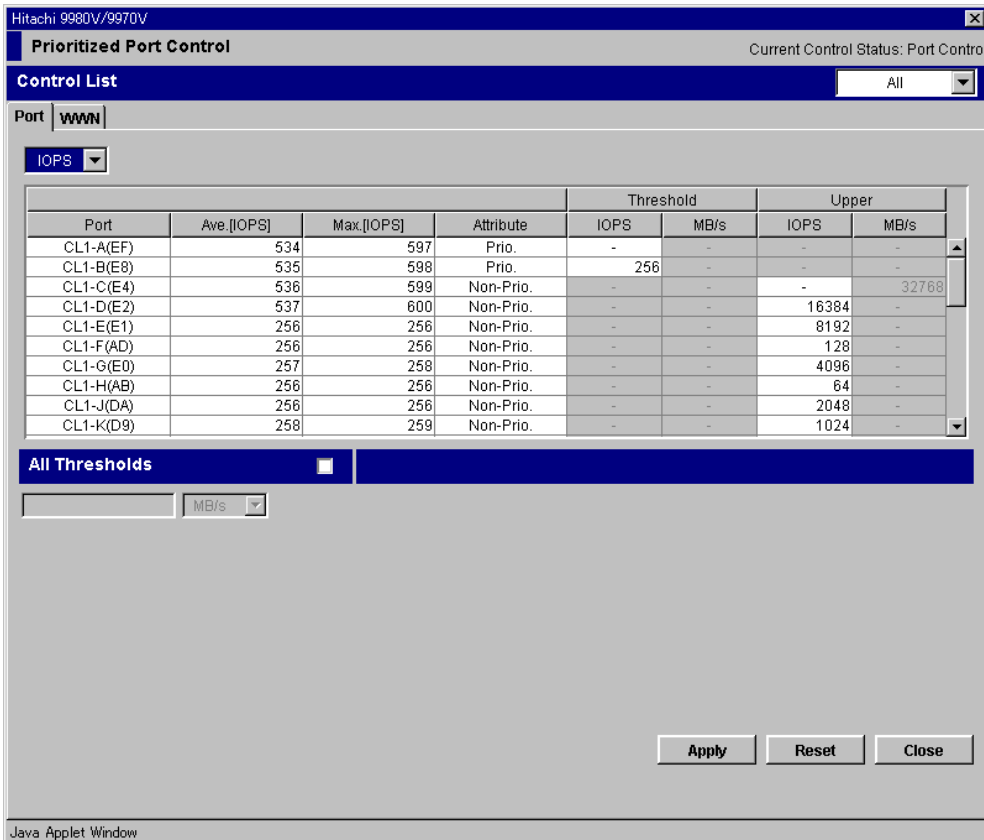 Hitachi 9980V/9970V
Prioritized Port Control
Current Control Status: Port Contro
Control List
All
Port WWN
IOPS
Threshold Upper
Port Ave.[IOPS] Max.[IOPS] Attribute IOPS MB/s IOPS MB/s
CL1-A(EF) 534 597 Prio. - - - -
CL1-B(E8) 535 598 Prio. 256 - - -
CL1-C(E4) 536 599 Non-Prio. - - - 32768
CL1-D(E2) 537 600 Non-Prio. - - 16384 -
CL1-E(E1) 256 256 Non-Prio. - - 8192 -
CL1-F(AD) 256 256 Non-Prio. - - 128 -
CL1-G(E0) 257 258 Non-Prio. - - 4096 -
CL1-H(AB) 256 256 Non-Prio. - - 64 -
CL1-J(DA) 256 256 Non-Prio. - - 2048 -
CL1-K(D9) 258 259 Non-Prio. - - 1024 -
All Thresholds
MB/s
Apply Reset Close
Java Applet Window